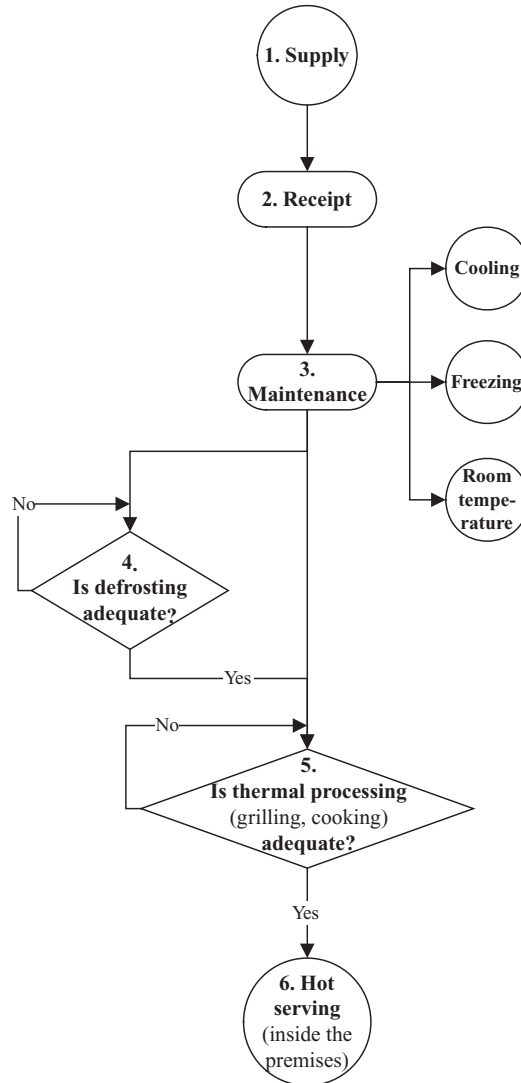 1. Supply
2. Receipt
Cooling
3.
Maintenance
Freezing
Room
tempe-
rature
No
4.
Is defrosting
adequate?
Yes
No
5.
Is thermal processing
(grilling, cooking)
adequate?
Yes
6. Hot
serving
(inside the
premises)